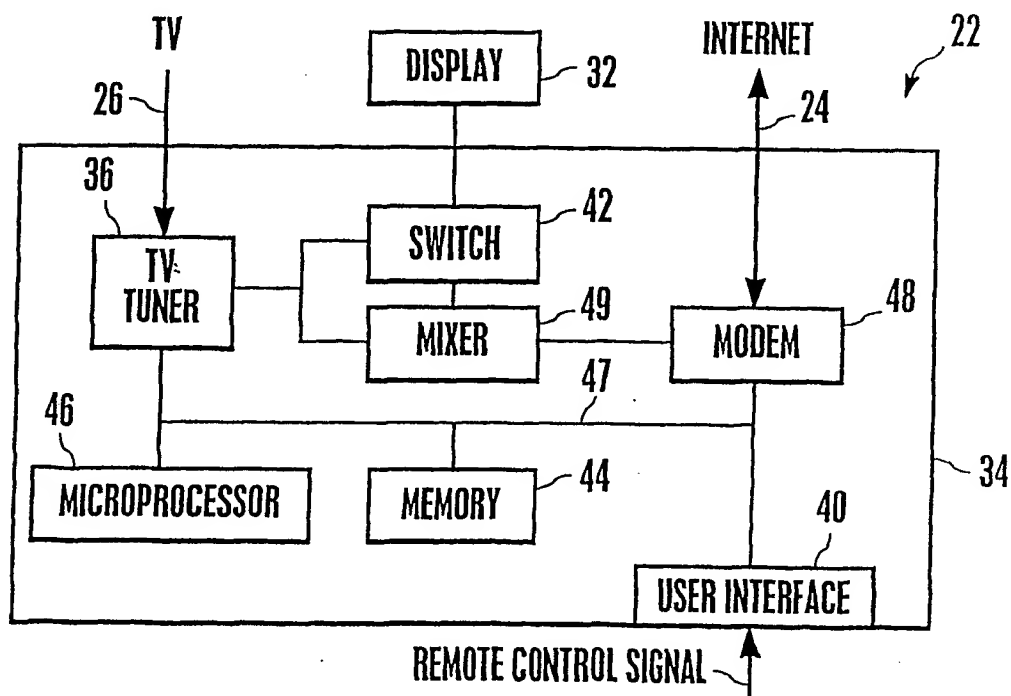 TV
DISPLAY
32
INTERNET
22
26
24
36
TV
TUNER
42
SWITCH
49
MIXER
48
MODEM
47
46
MICROPROCESSOR
44
MEMORY
34
40
USER INTERFACE
REMOTE CONTROL SIGNAL